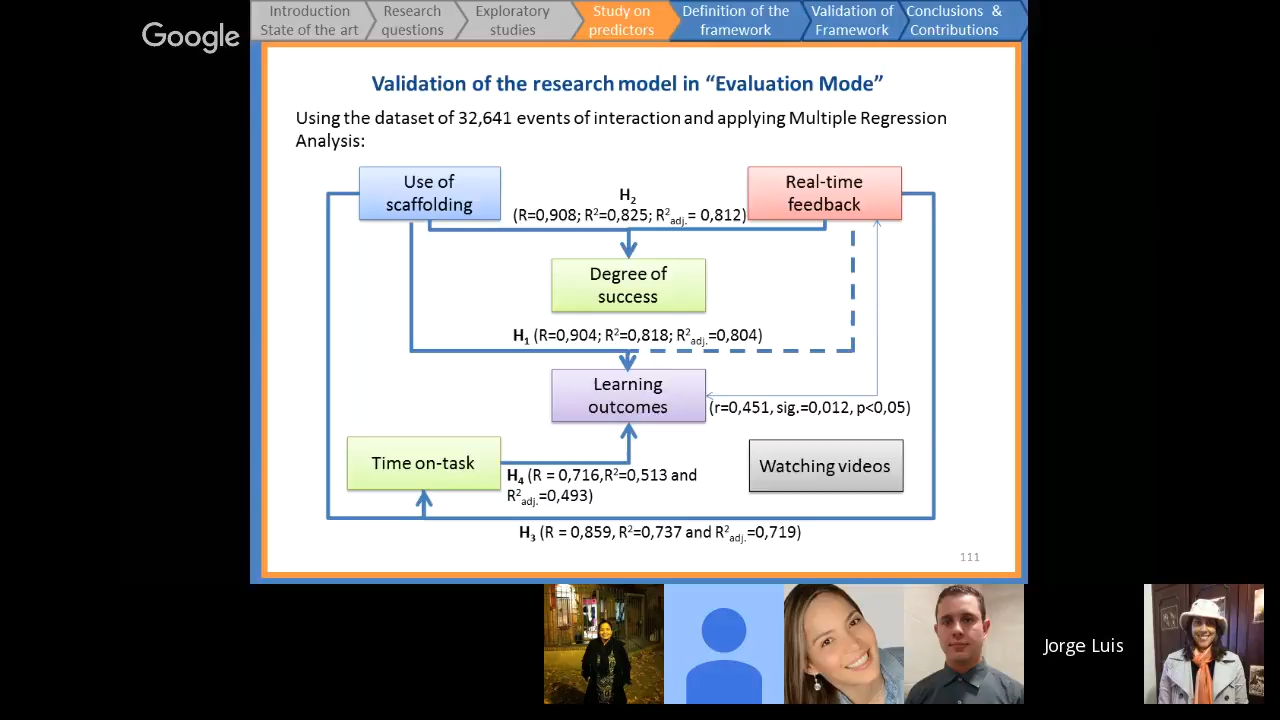 Google
Introduction
State of the art
Research
questions
Exploratory
studies
Study on
predictors
Definition of the
framework
Validation of
Framework
Conclusions &
Contributions
Validation of the research model in “Evaluation Mode”
Using the dataset of 32,641 events of interaction and applying Multiple Regression
Analysis:
Use of
scaffolding
Real-time
feedback
H2
(R=0,908; R²=0,825; R²adj.= 0,812)
Degree of
success
H1 (R=0,904; R²=0,818; R²adj.=0,804)
Learning
outcomes
(r=0,451, sig.=0,012, p<0,05)
Time on-task
Watching videos
H4 (R = 0,716,R²=0,513 and
R²adj.=0,493)
H3 (R = 0,859, R²=0,737 and R²adj.=0,719)
111
Jorge Luis